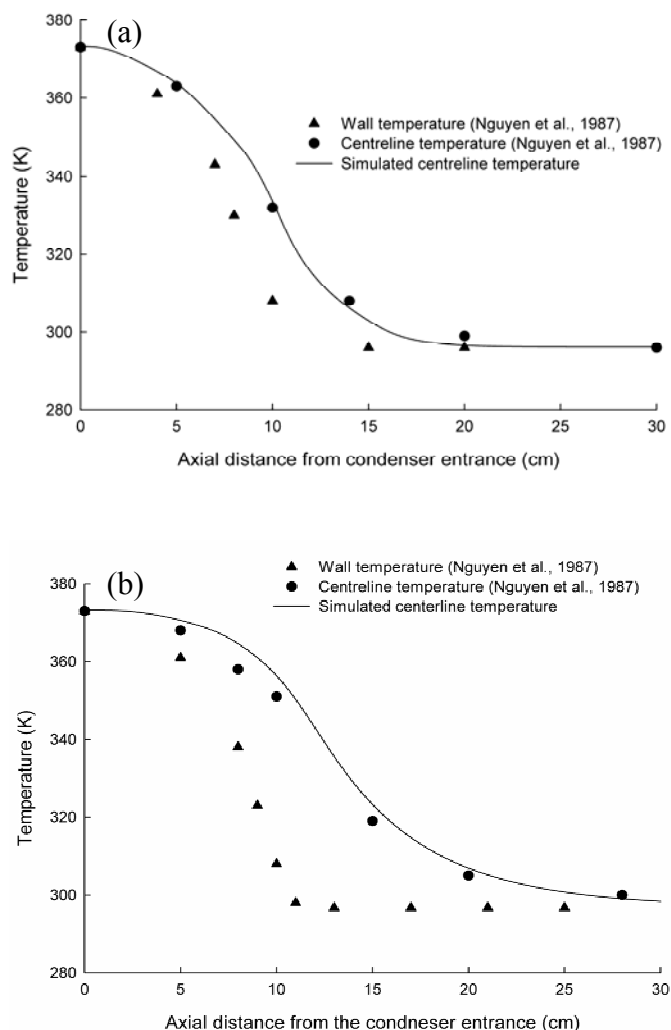 (a)
380
360
340
320
300
280
Temperature (K)
Wall temperature (Nguyen et al., 1987)
Centreline temperature (Nguyen et al., 1987)
Simulated centreline temperature
0 5 10 15 20 25 30
Axial distance from condenser entrance (cm)
(b)
Wall temperature (Nguyen et al., 1987)
Centreline temperature (Nguyen et al., 1987)
Simulated centerline temperature
380
360
340
320
300
280
Temperature (K)
0 5 10 15 20 25 30
Axial distance from the condneser entrance (cm)